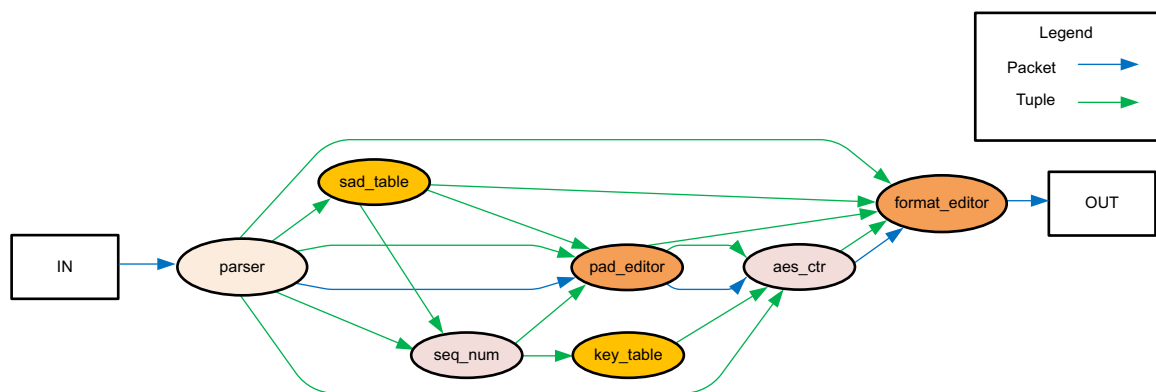 Legend
Packet
Tuple
sad_table
format_editor
OUT
IN
parser
pad_editor
aes_ctr
seq_num
key_table